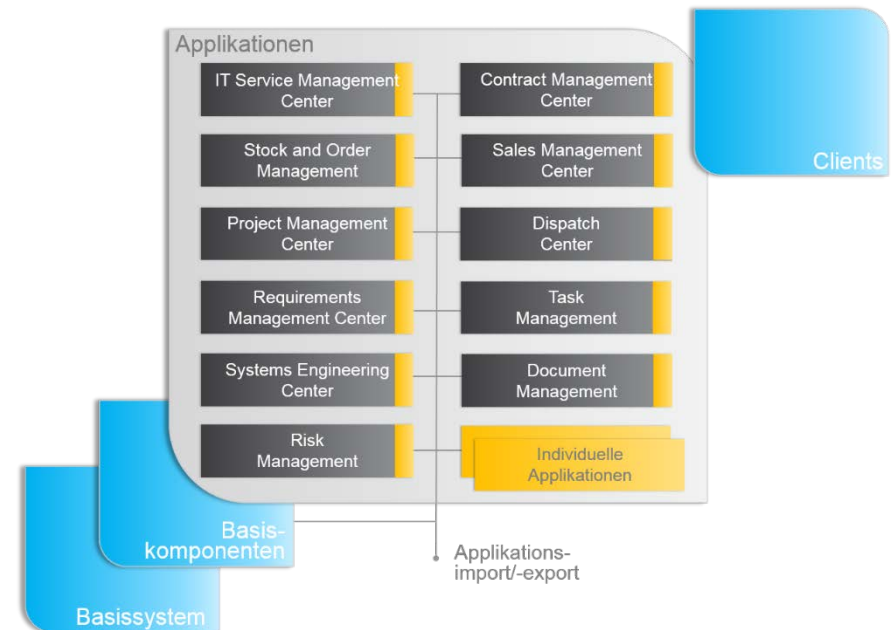 Applikationen
IT Service Management
Center
Contract Management
Center
Stock and Order
Management
Sales Management
Center
Project Management
Center
Dispatch
Center
Requirements
Management Center
Task
Management
Systems Engineering
Center
Document
Management
Risk
Management
Individuelle
Applikationen
Clients
Basis-
komponenten
Applikations-
import/-export
Basissystem